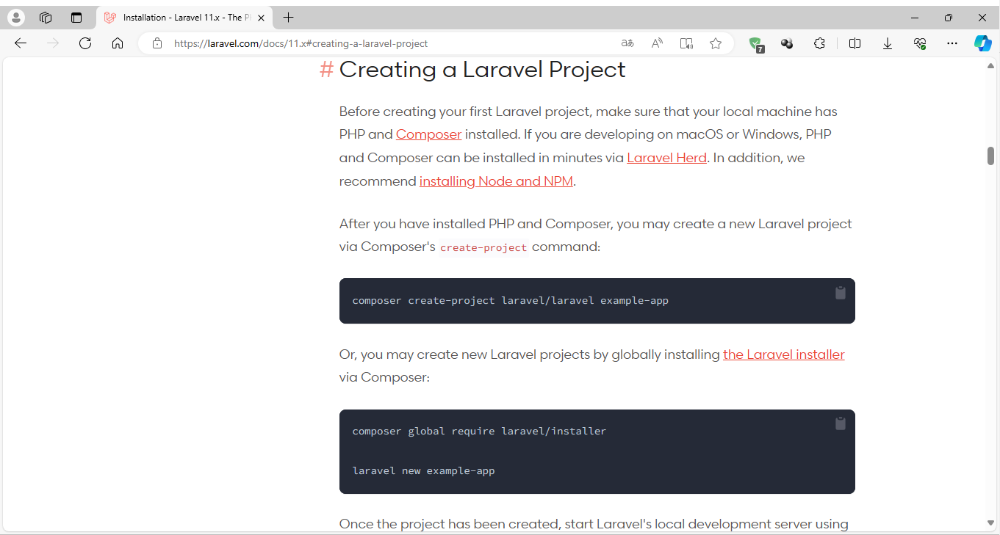 Installation - Laravel 11.x - The P
https://laravel.com/docs/11.x#creating-a-laravel-project
aあ
A
7
# Creating a Laravel Project
Before creating your first Laravel project, make sure that your local machine has
PHP and Composer installed. If you are developing on macOS or Windows, PHP
and Composer can be installed in minutes via Laravel Herd. In addition, we
recommend installing Node and NPM.
After you have installed PHP and Composer, you may create a new Laravel project
via Composer's create-project command:
composer create-project laravel/laravel example-app
Or, you may create new Laravel projects by globally installing the Laravel installer
via Composer:
composer global require laravel/installer
laravel new example-app
Once the project has been created, start Laravel's local development server using